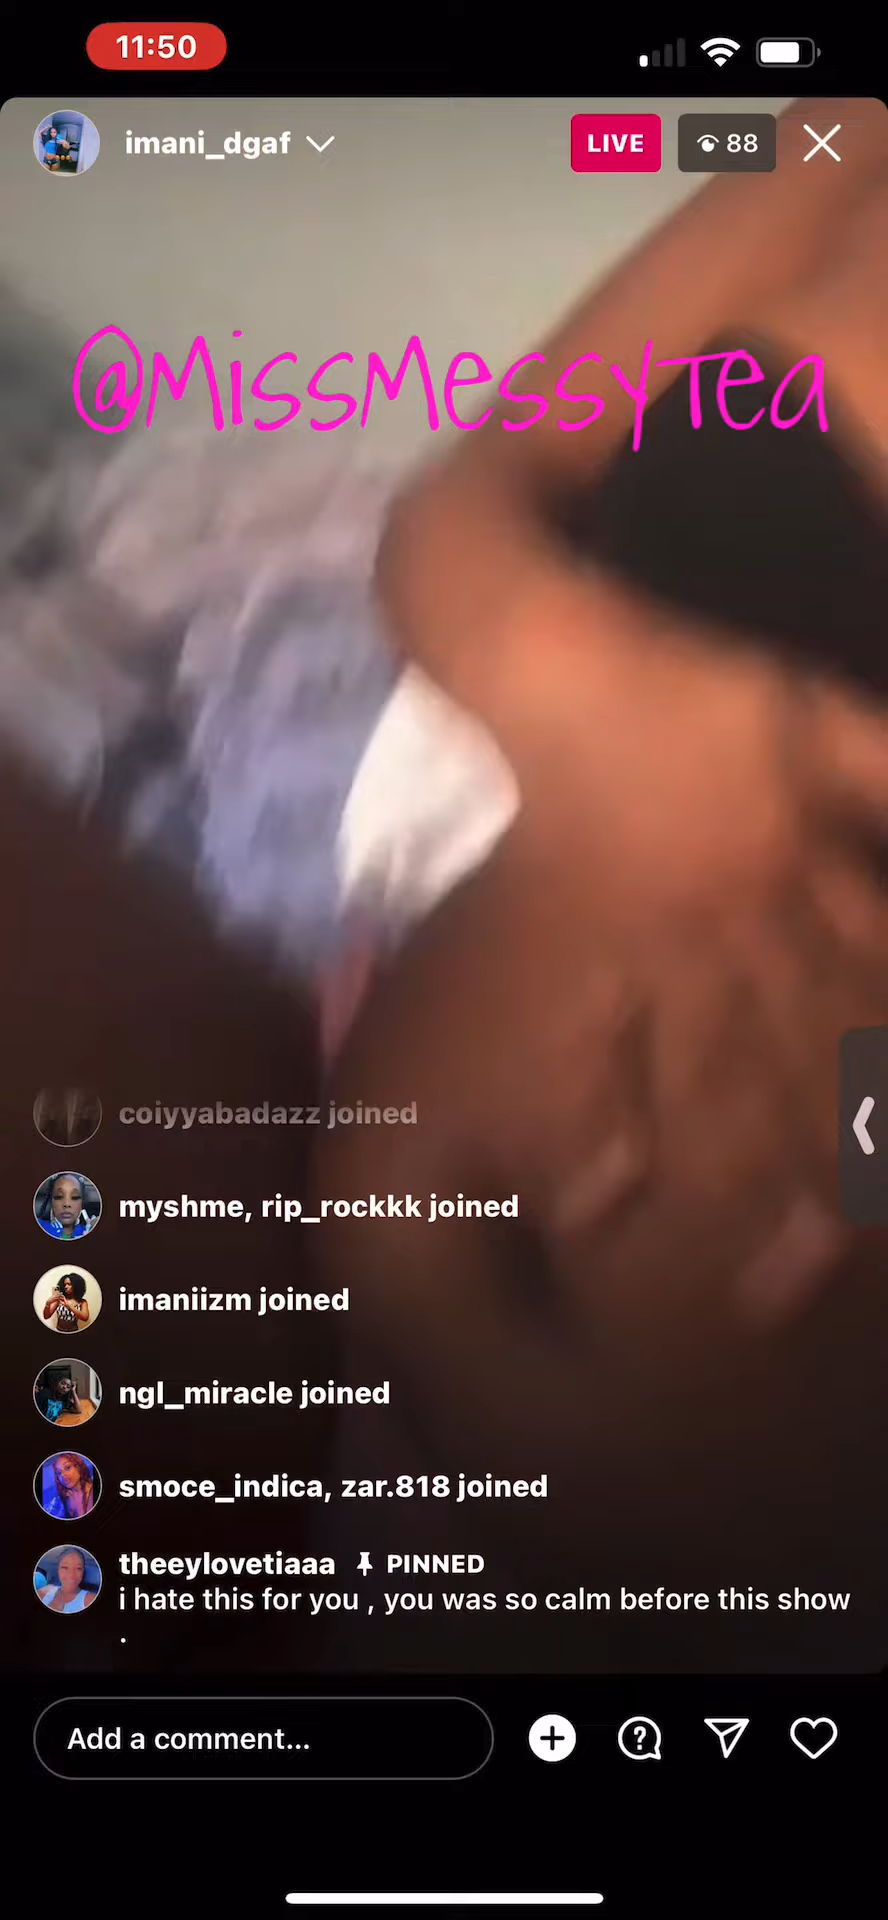 11:50
imani_dgaf
LIVE
88
@MissMessyTea
coiyyabadazz joined
myshme, rip_rockkk joined
imaniizm joined
ngl_miracle joined
smoce_indica, zar.818 joined
theeylovetiaaa PINNED
i hate this for you , you was so calm before this show
.
Add a comment...